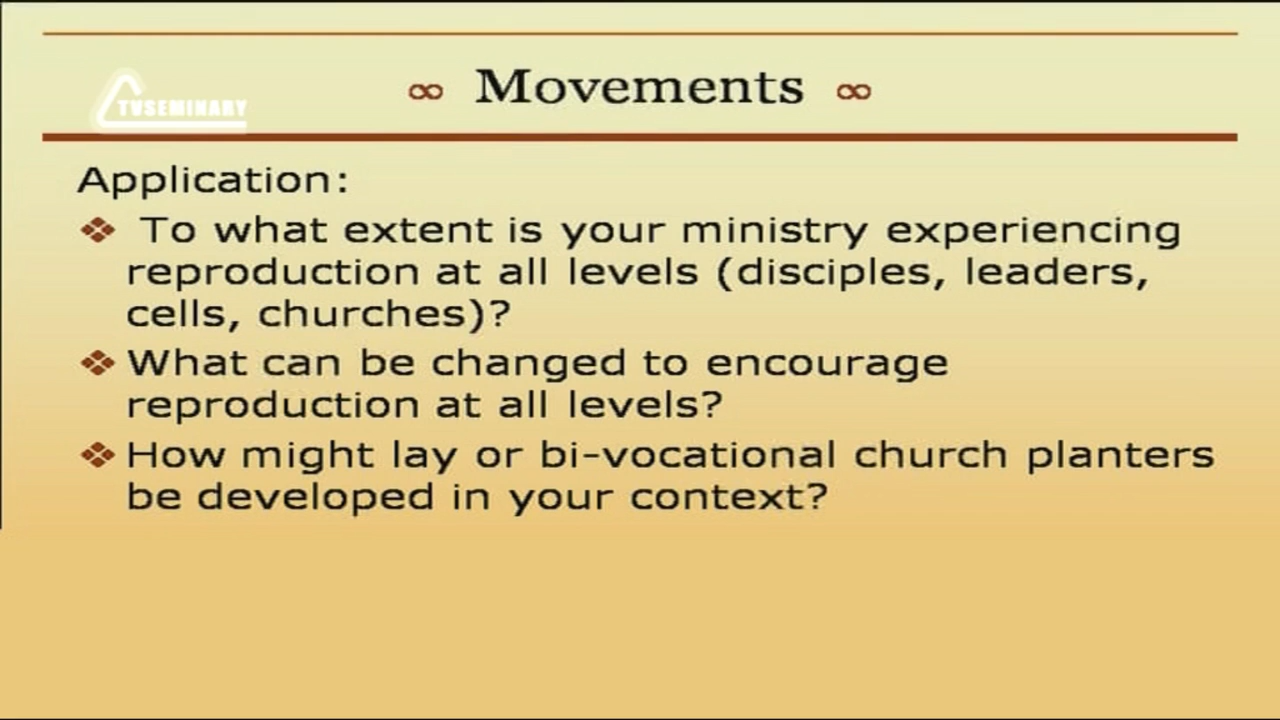 ∞ Movements ∞
TVSEMINARY
Application:
❖ To what extent is your ministry experiencing
reproduction at all levels (disciples, leaders,
cells, churches)?
❖ What can be changed to encourage
reproduction at all levels?
❖ How might lay or bi-vocational church planters
be developed in your context?